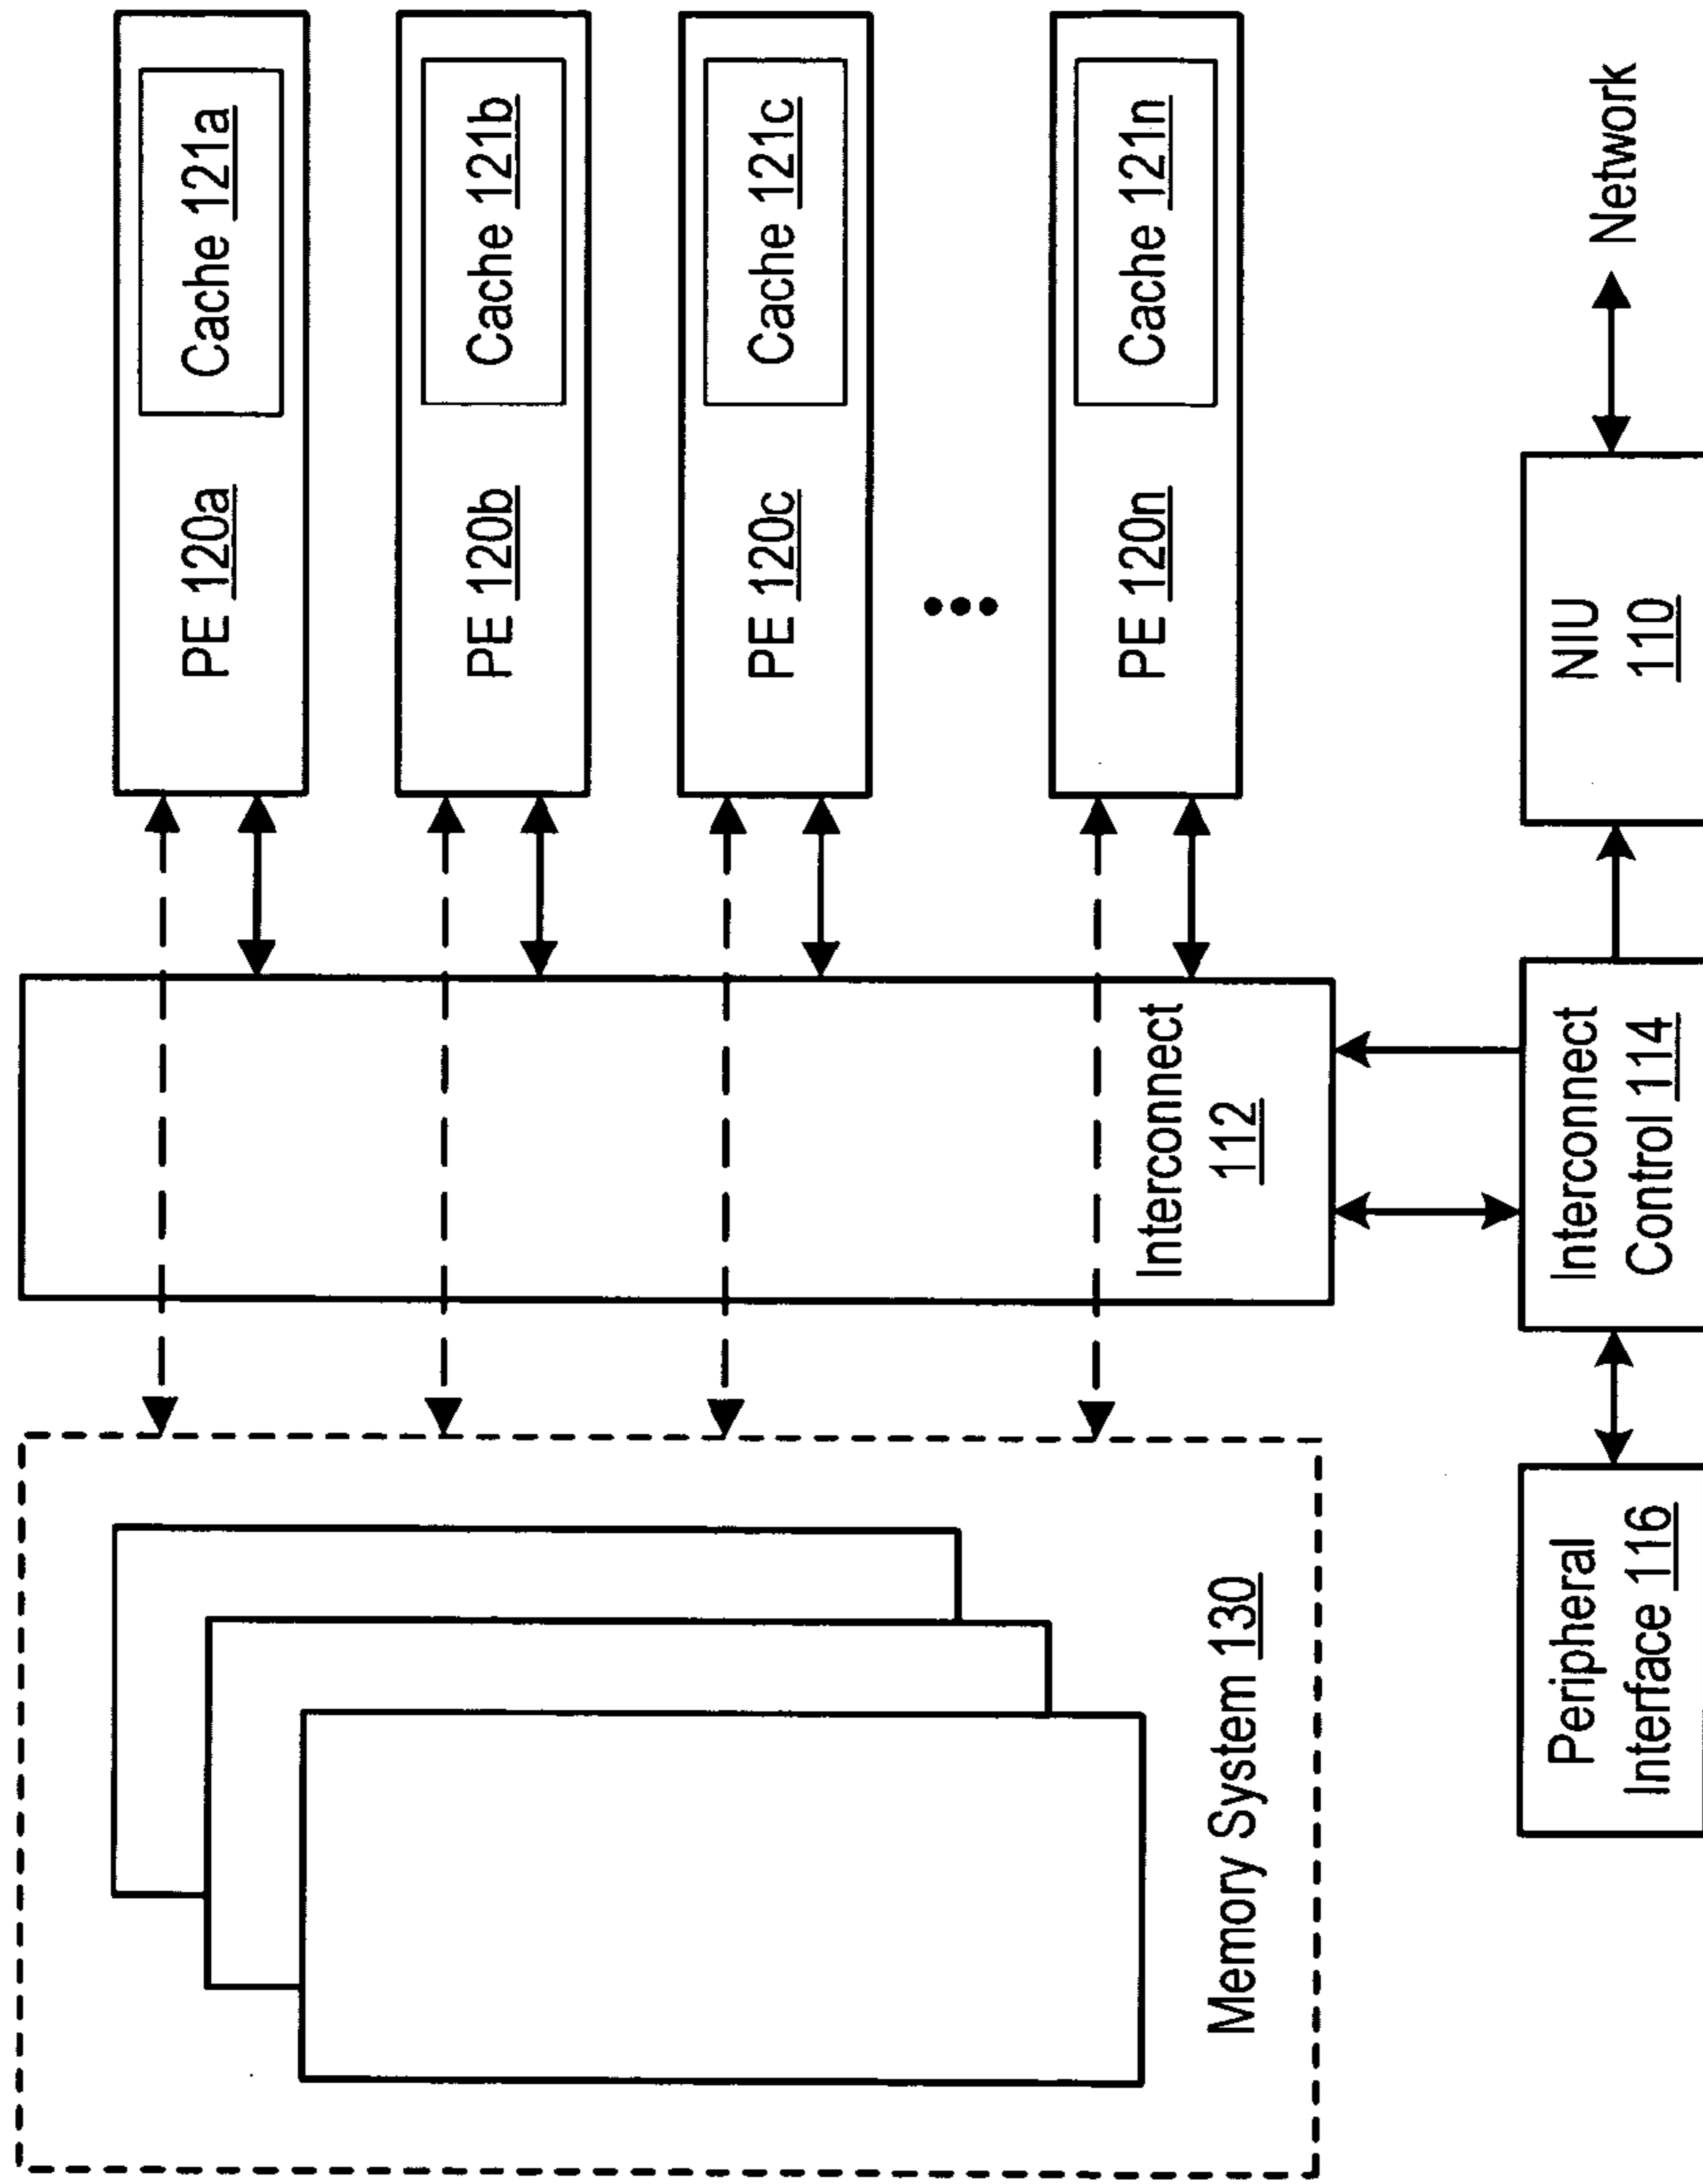 Cache 121a
PE 120a
Cache 121b
PE 120b
Cache 121c
PE 120c
Cache 121n
PE 120n
Interconnect
112
Memory System 130
Network
NIU
110
Interconnect
Control 114
Peripheral
Interface 116